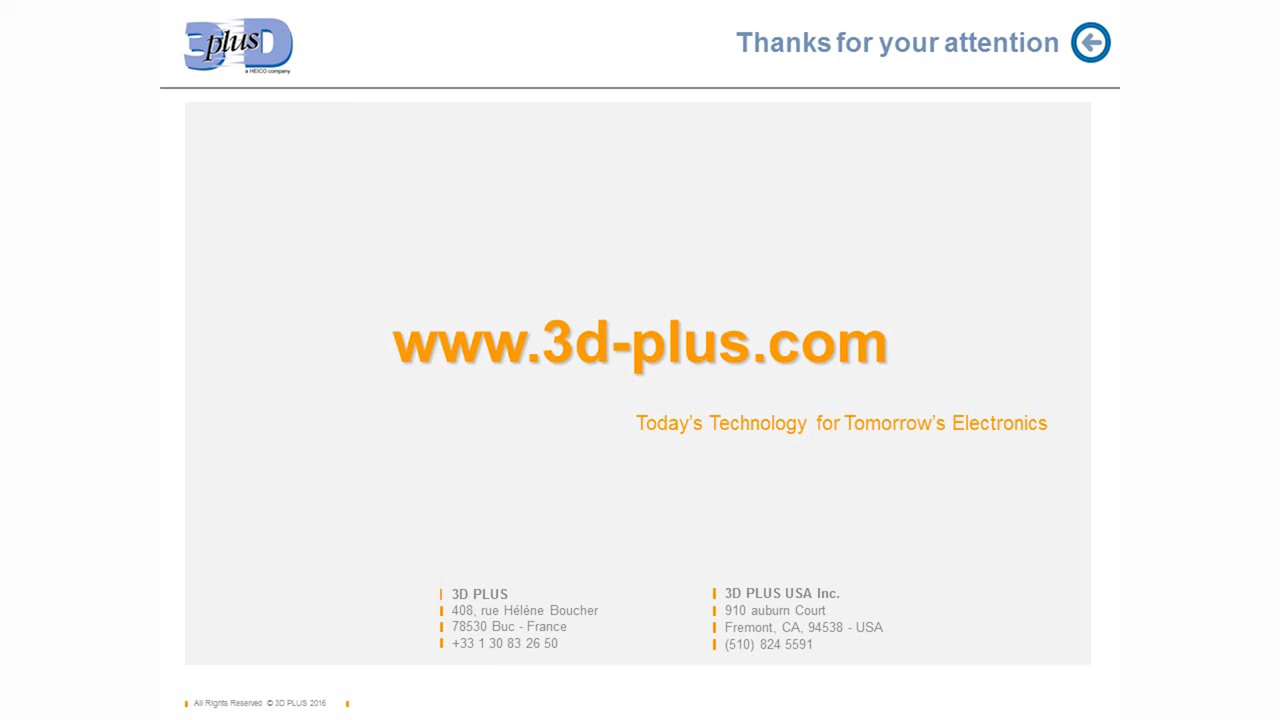 3D plus
a HEICO company
Thanks for your attention
www.3d-plus.com
Today's Technology for Tomorrow's Electronics
3D PLUS
408, rue Hélène Boucher
78530 Buc - France
+33 1 30 83 26 50
3D PLUS USA Inc.
910 auburn Court
Fremont, CA, 94538 - USA
(510) 824 5591
All Rights Reserved © 3D PLUS 2016